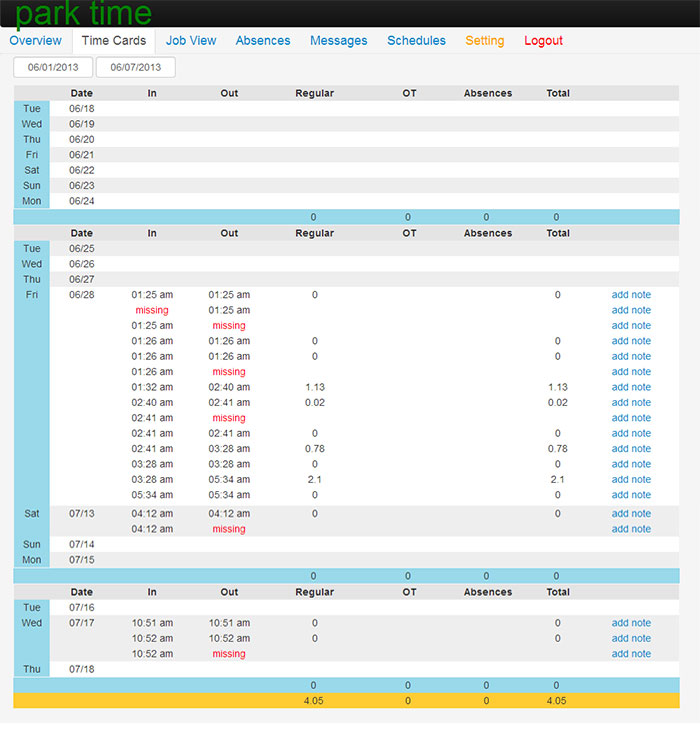 park time
Overview Time Cards Job View Absences Messages Schedules Setting Logout
06/01/2013 06/07/2013
Date In Out Regular OT Absences Total
Tue 06/18
Wed 06/19
Thu 06/20
Fri 06/21
Sat 06/22
Sun 06/23
Mon 06/24
0 0 0 0
Date In Out Regular OT Absences Total
Tue 06/25
Wed 06/26
Thu 06/27
Fri 06/28 01:25 am 01:25 am 0 0 add note
missing 01:25 am add note
01:25 am missing add note
01:26 am 01:26 am 0 0 add note
01:26 am 01:26 am 0 0 add note
01:26 am missing add note
01:32 am 02:40 am 1.13 1.13 add note
02:40 am 02:41 am 0.02 0.02 add note
02:41 am missing add note
02:41 am 02:41 am 0 0 add note
02:41 am 03:28 am 0.78 0.78 add note
03:28 am 03:28 am 0 0 add note
03:28 am 05:34 am 2.1 2.1 add note
05:34 am 05:34 am 0 0 add note
Sat 07/13 04:12 am 04:12 am 0 0 add note
04:12 am missing add note
Sun 07/14
Mon 07/15
0 0 0 0
Date In Out Regular OT Absences Total
Tue 07/16
Wed 07/17 10:51 am 10:51 am 0 0 add note
10:52 am 10:52 am 0 0 add note
10:52 am missing add note
Thu 07/18
0 0 0 0
4.05 0 0 4.05